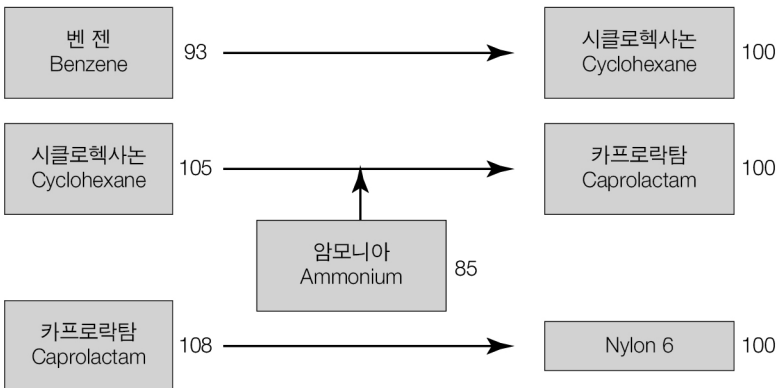 벤 젠
Benzene
93
시클로헥사논
Cyclohexane
100
시클로헥사논
Cyclohexane
105
카프로락탐
Caprolactam
100
암모니아
Ammonium
85
카프로락탐
Caprolactam
108
Nylon 6
100